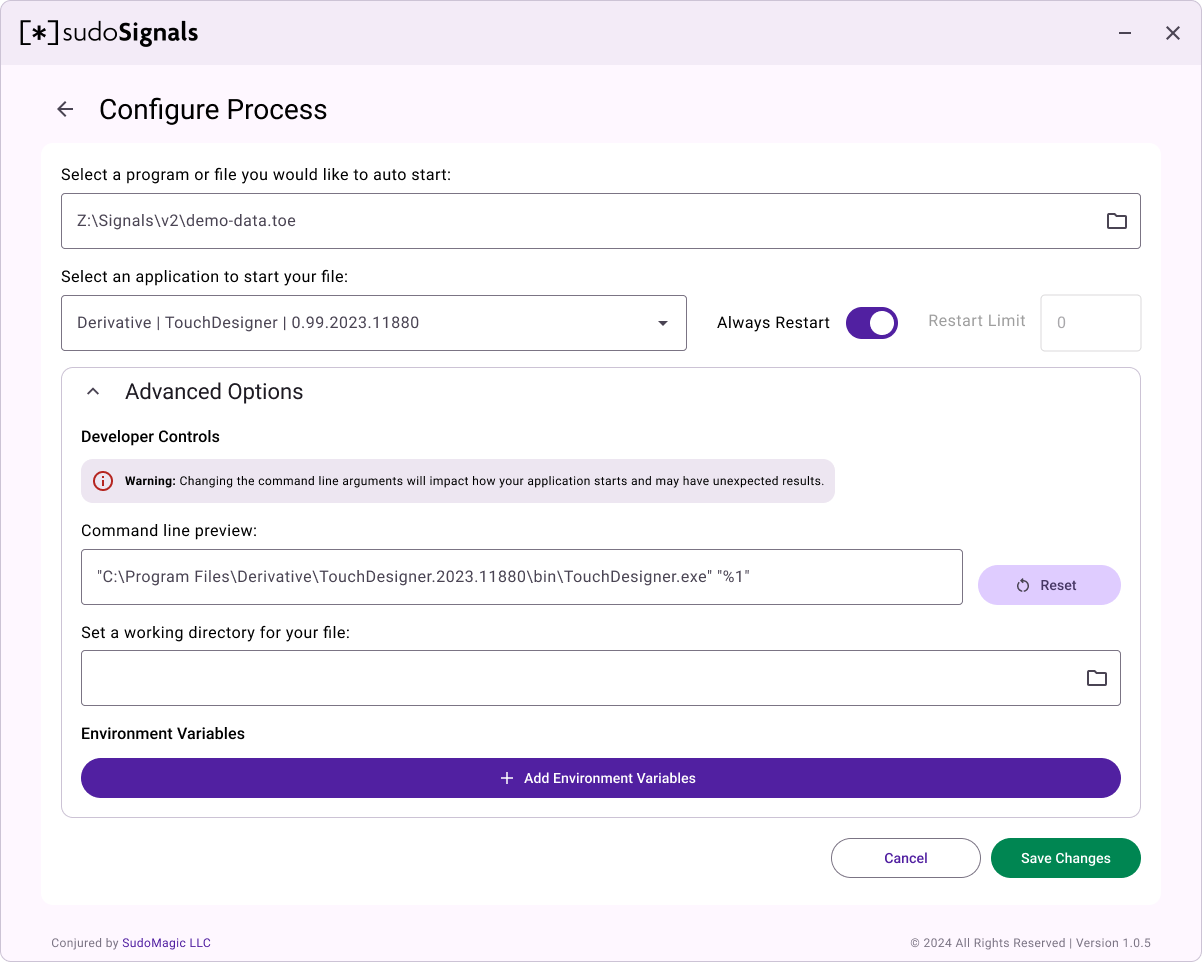 [*]sudoSignals
Configure Process
Select a program or file you would like to auto start:
Z:\Signals\v2\demo-data.toe
Select an application to start your file:
Derivative | TouchDesigner | 0.99.2023.11880
Always Restart
Restart Limit
0
Advanced Options
Developer Controls
Warning: Changing the command line arguments will impact how your application starts and may have unexpected results.
Command line preview:
"C:\Program Files\Derivative\TouchDesigner.2023.11880\bin\TouchDesigner.exe" "%1"
Reset
Set a working directory for your file:
Environment Variables
+ Add Environment Variables
Cancel
Save Changes
Conjured by SudoMagic LLC
© 2024 All Rights Reserved | Version 1.0.5